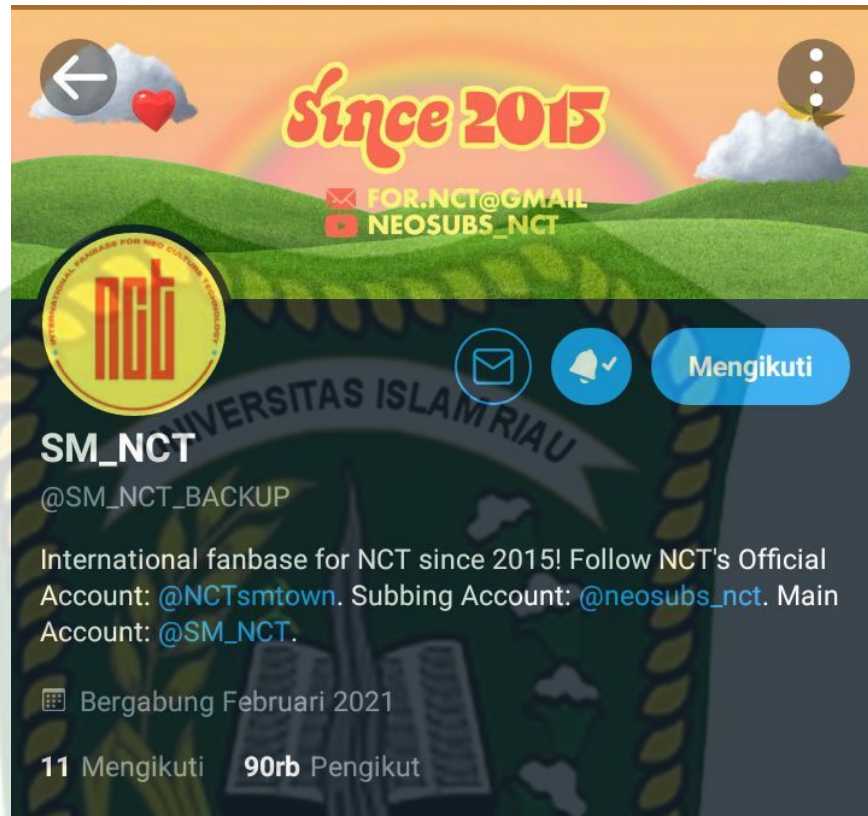 since 2015
FOR.NCT@GMAIL
NEOSUBS_NCT
INTERNATIONAL FANBASE FOR NEO CULTURE TECHNOLOGY
nct
Mengikuti
UNIVERSITAS ISLAM RIAU
SM_NCT
@SM_NCT_BACKUP
International fanbase for NCT since 2015! Follow NCT's Official
Account: @NCTsmtown. Subbing Account: @neosubs_nct. Main
Account: @SM_NCT.
Bergabung Februari 2021
11 Mengikuti 90rb Pengikut